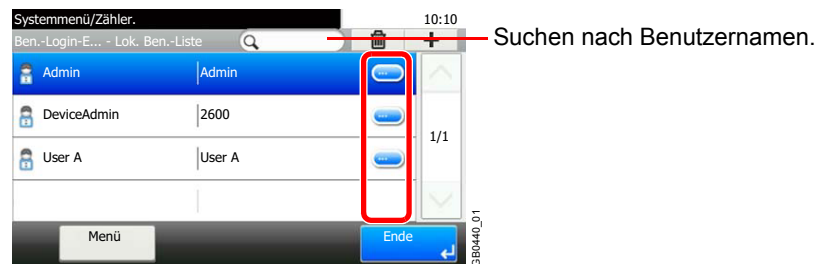 Systemmenü/Zähler. 10:10
Ben.-Login-E... - Lok. Ben.-Liste
Suchen nach Benutzernamen.
Admin Admin
DeviceAdmin 2600
1/1
User A User A
Menü Ende
GB0440_01